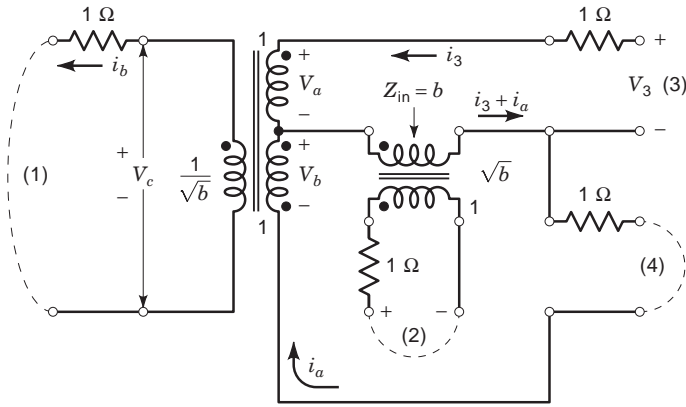 1 Ω
1
1 Ω
i_b
+
i_3
+
V_a
Z_in = b
i_3 + i_a
V_3 (3)
−
−
(1)
+
V_c
−
1/√b
+
V_b
−
√b
1
1
1 Ω
1 Ω
(4)
+
−
(2)
i_a